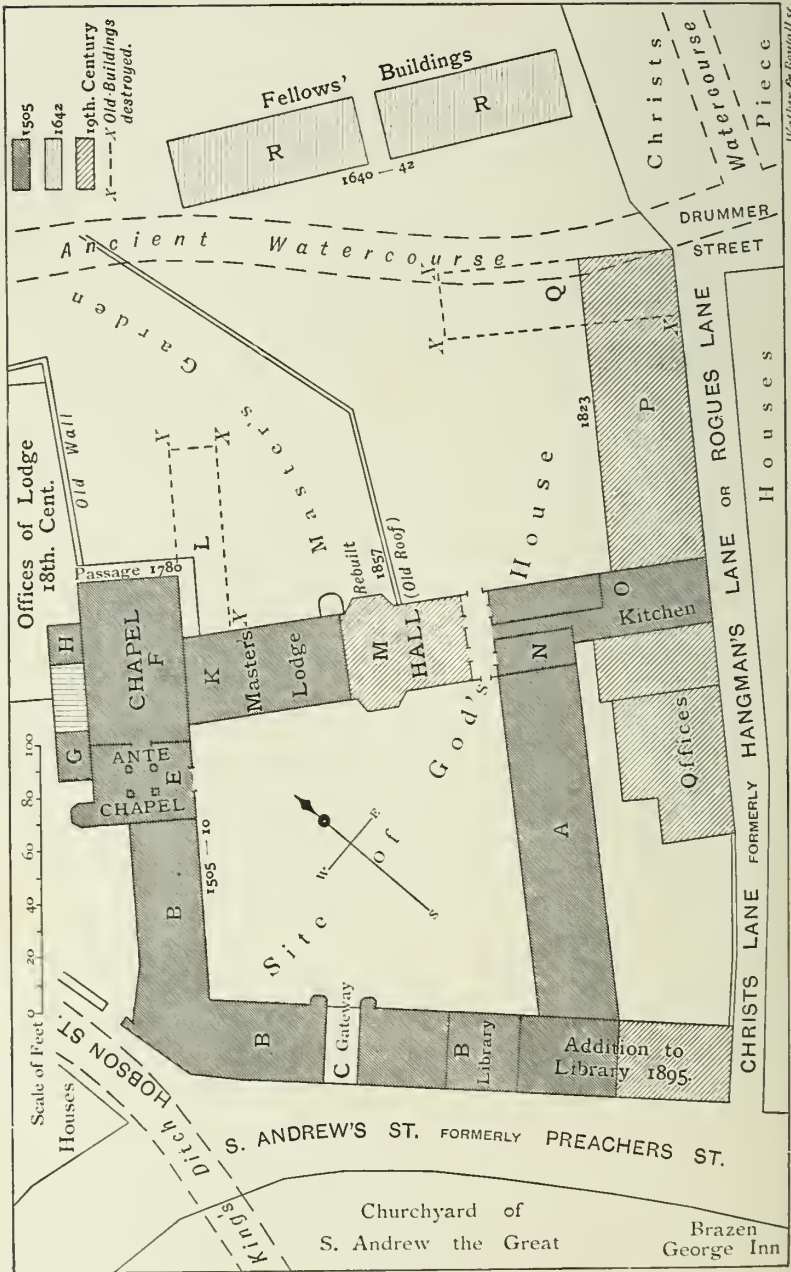 1505
1642
19th. Century
X---X Old Buildings
destroyed.
Fellows' Buildings
R
R
1640—42
Christs
Piece
Watercourse
Ancient Watercourse
DRUMMER
STREET
Offices of Lodge
18th. Cent.
Old Wall
Passage 1780
Master's Garden
X
X
X
L
X
X
X
Q
1823
P
H
G
CHAPEL
F
ANTE
CHAPEL
E
K
Master's
Lodge
Rebuilt
1857
(Old Roof)
M
HALL
N
O
Kitchen
Offices
Site of God's House
W
E
S
1505—10
B
B
C Gateway
B
Library
A
Addition to
Library 1895.
Scale of Feet
0 20 40 60 80 100
Houses
HOBSON ST.
King's Ditch
S. ANDREW'S ST. FORMERLY PREACHERS ST.
Churchyard of
S. Andrew the Great
Brazen
George Inn
CHRISTS LANE FORMERLY HANGMAN'S LANE OR ROGUES LANE
Houses